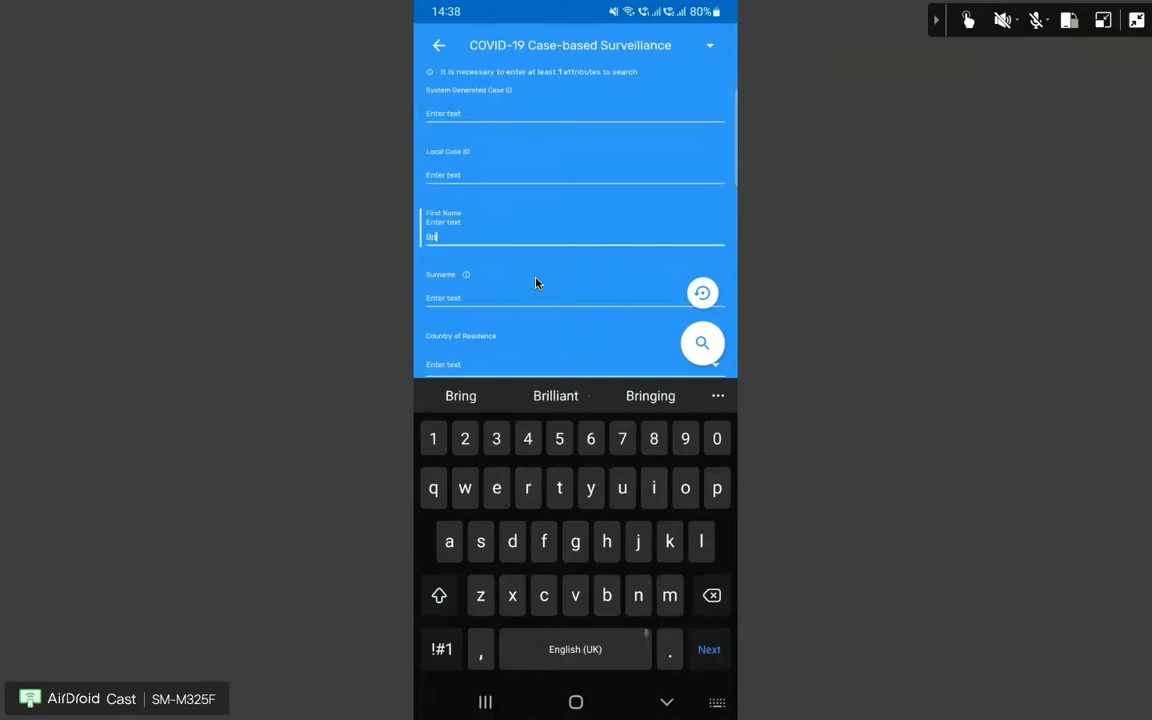 14:38
80%
COVID-19 Case-based Surveillance
It is necessary to enter at least 1 attributes to search
System Generated Case ID
Enter text
Local Case ID
Enter text
First Name
Enter text
Bri
Surname
Enter text
Country of Residence
Enter text
Bring Brilliant Bringing
1 2 3 4 5 6 7 8 9 0
q w e r t y u i o p
a s d f g h j k l
z x c v b n m
!#1 , English (UK) . Next
AirDroid Cast | SM-M325F